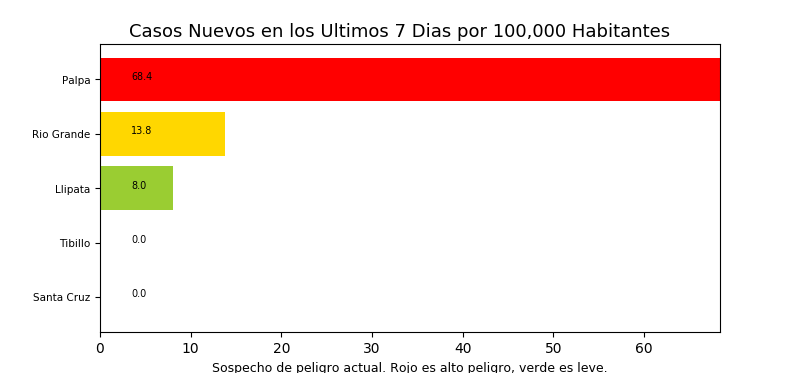 Casos Nuevos en los Ultimos 7 Dias por 100,000 Habitantes
Palpa 68.4
Rio Grande 13.8
Llipata 8.0
Tibillo 0.0
Santa Cruz 0.0
0 10 20 30 40 50 60
Sospecho de peligro actual. Rojo es alto peligro, verde es leve.